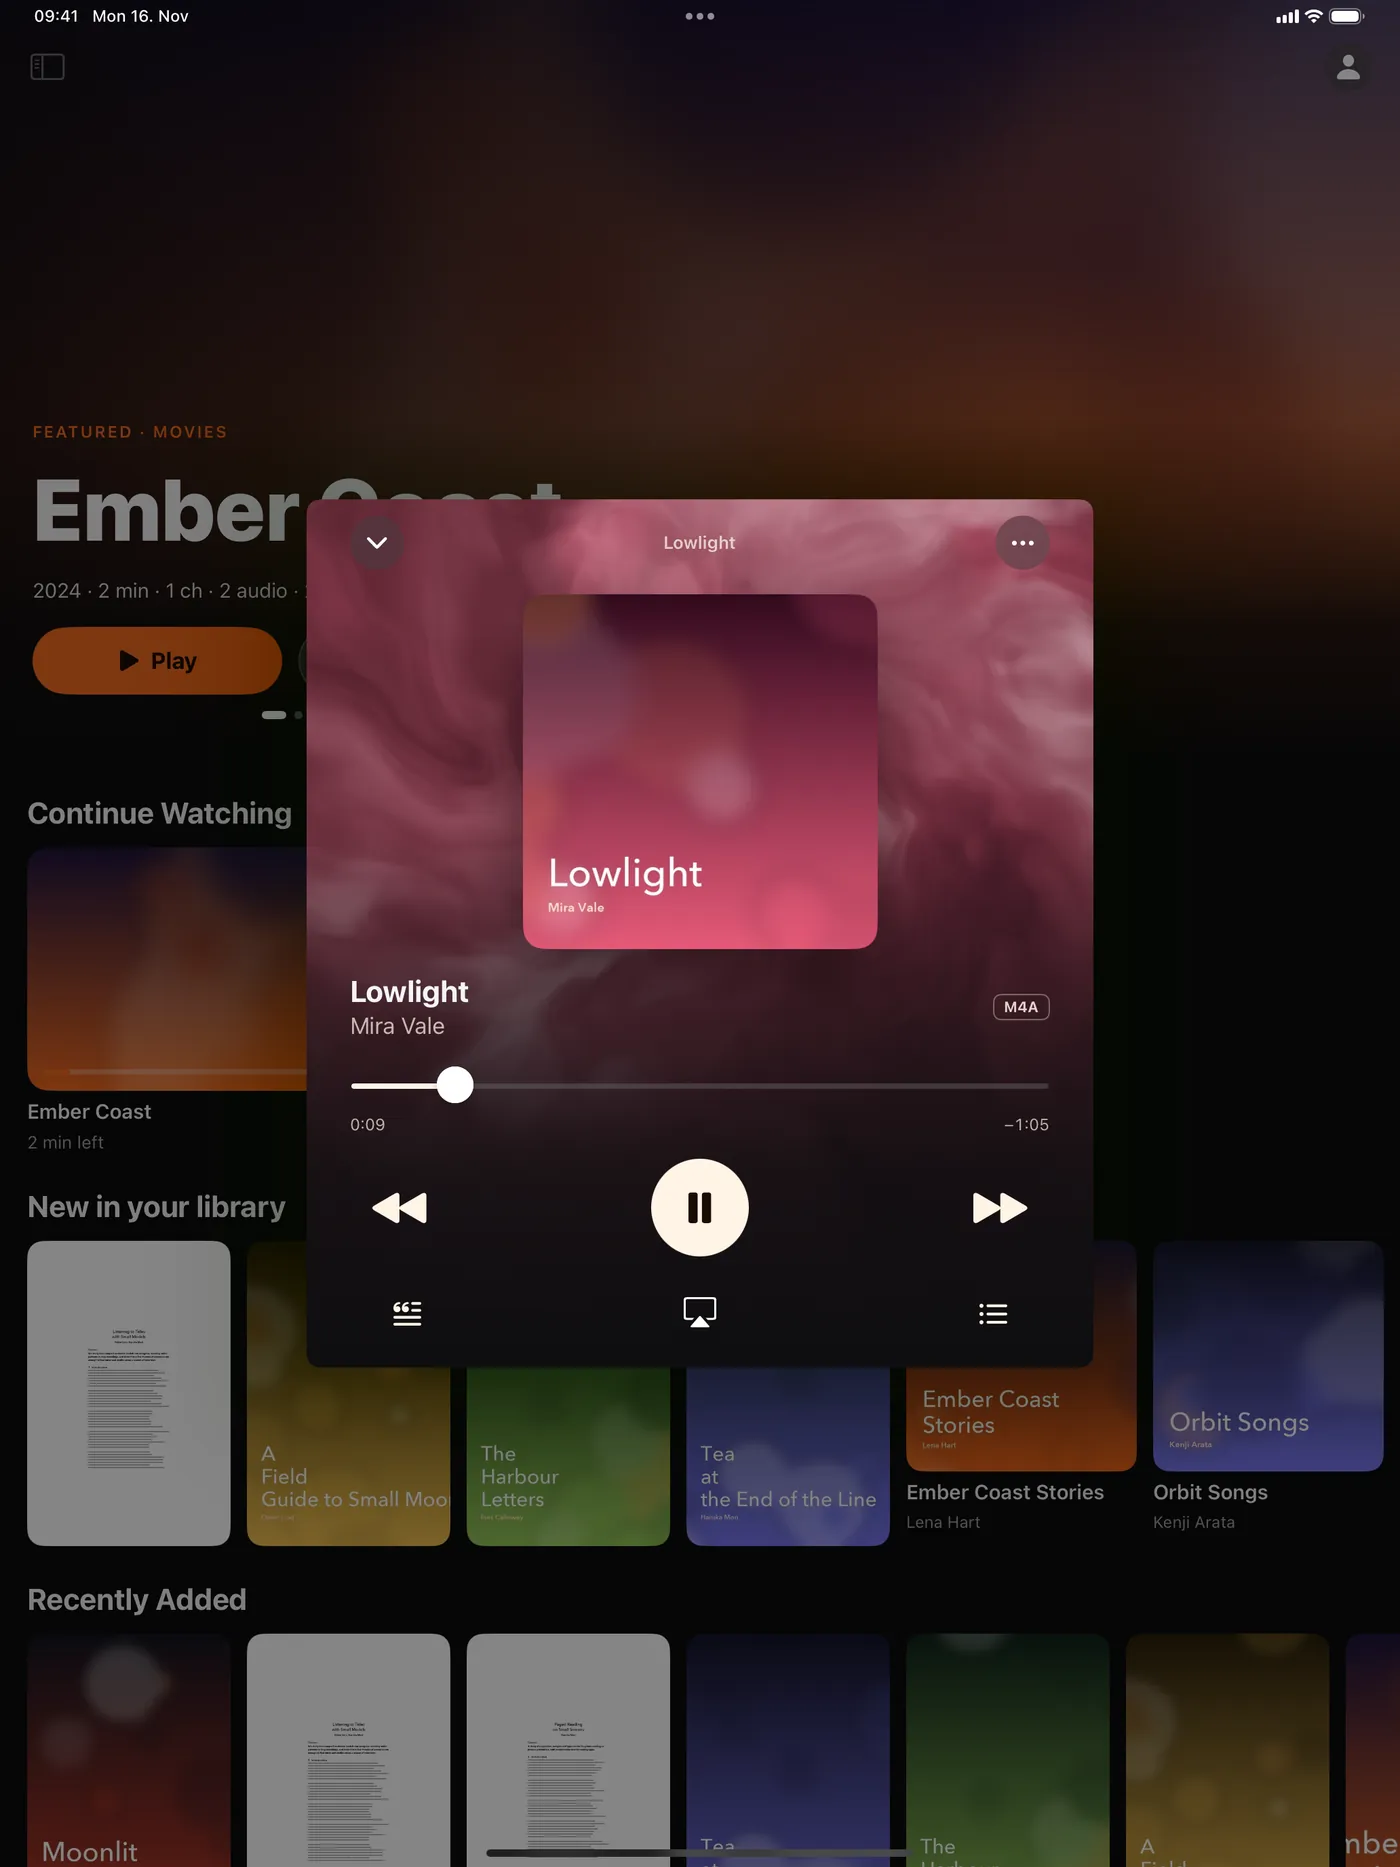 09:41 Mon 16. Nov
FEATURED · MOVIES
Ember Coast
2024 · 2 min · 1 ch · 2 audio ·
Play
Lowlight
Lowlight
Mira Vale
Lowlight
Mira Vale
M4A
0:09
−1:05
Continue Watching
Ember Coast
2 min left
New in your library
A
Field
Guide to Small Moo
The
Harbour
Letters
Tea
at
the End of the Line
Ember Coast
Stories
Lena Hart
Ember Coast Stories
Lena Hart
Orbit Songs
Kenji Arata
Orbit Songs
Kenji Arata
Recently Added
Moonlit
Tea
The
A